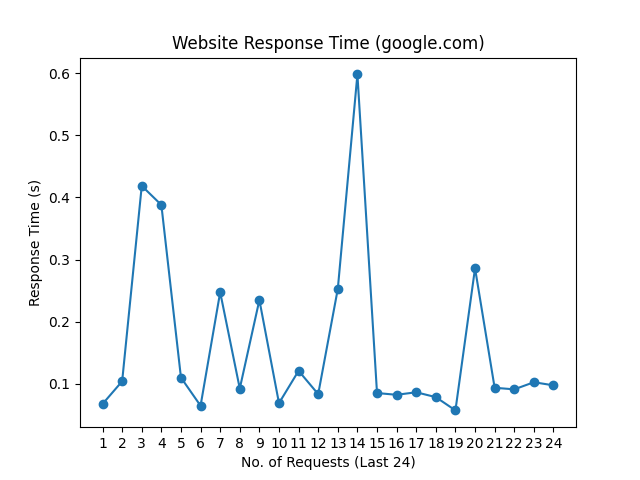 Website Response Time (google.com)
0.6
0.5
0.4
0.3
0.2
0.1
Response Time (s)
1 2 3 4 5 6 7 8 9 10 11 12 13 14 15 16 17 18 19 20 21 22 23 24
No. of Requests (Last 24)